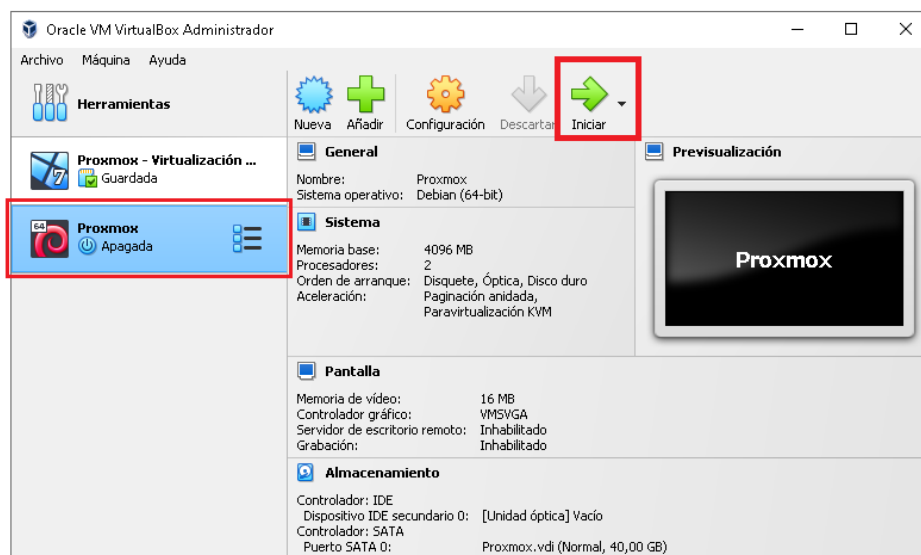 Oracle VM VirtualBox Administrador
Archivo Máquina Ayuda
Herramientas
Nueva Añadir Configuración Descartar Iniciar
Proxmox - Virtualización ...
Guardada
64
Proxmox
Apagada
General
Nombre: Proxmox
Sistema operativo: Debian (64-bit)
Previsualización
Proxmox
Sistema
Memoria base: 4096 MB
Procesadores: 2
Orden de arranque: Disquete, Óptica, Disco duro
Aceleración: Paginación anidada,
Paravirtualización KVM
Pantalla
Memoria de vídeo: 16 MB
Controlador gráfico: VMSVGA
Servidor de escritorio remoto: Inhabilitado
Grabación: Inhabilitado
Almacenamiento
Controlador: IDE
Dispositivo IDE secundario 0: [Unidad óptica] Vacío
Controlador: SATA
Puerto SATA 0: Proxmox.vdi (Normal, 40,00 GB)